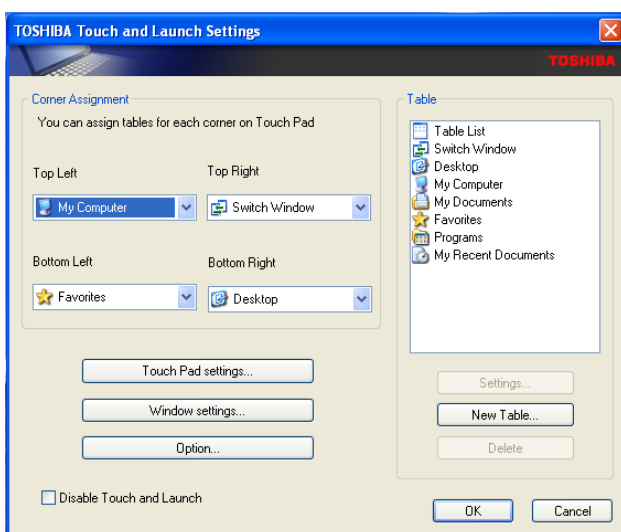 TOSHIBA Touch and Launch Settings
TOSHIBA
Corner Assignment
You can assign tables for each corner on Touch Pad
Top Left
Top Right
My Computer
Switch Window
Bottom Left
Bottom Right
Favorites
Desktop
Touch Pad settings...
Window settings...
Option...
Disable Touch and Launch
Table
Table List
Switch Window
Desktop
My Computer
My Documents
Favorites
Programs
My Recent Documents
Settings...
New Table...
Delete
OK
Cancel